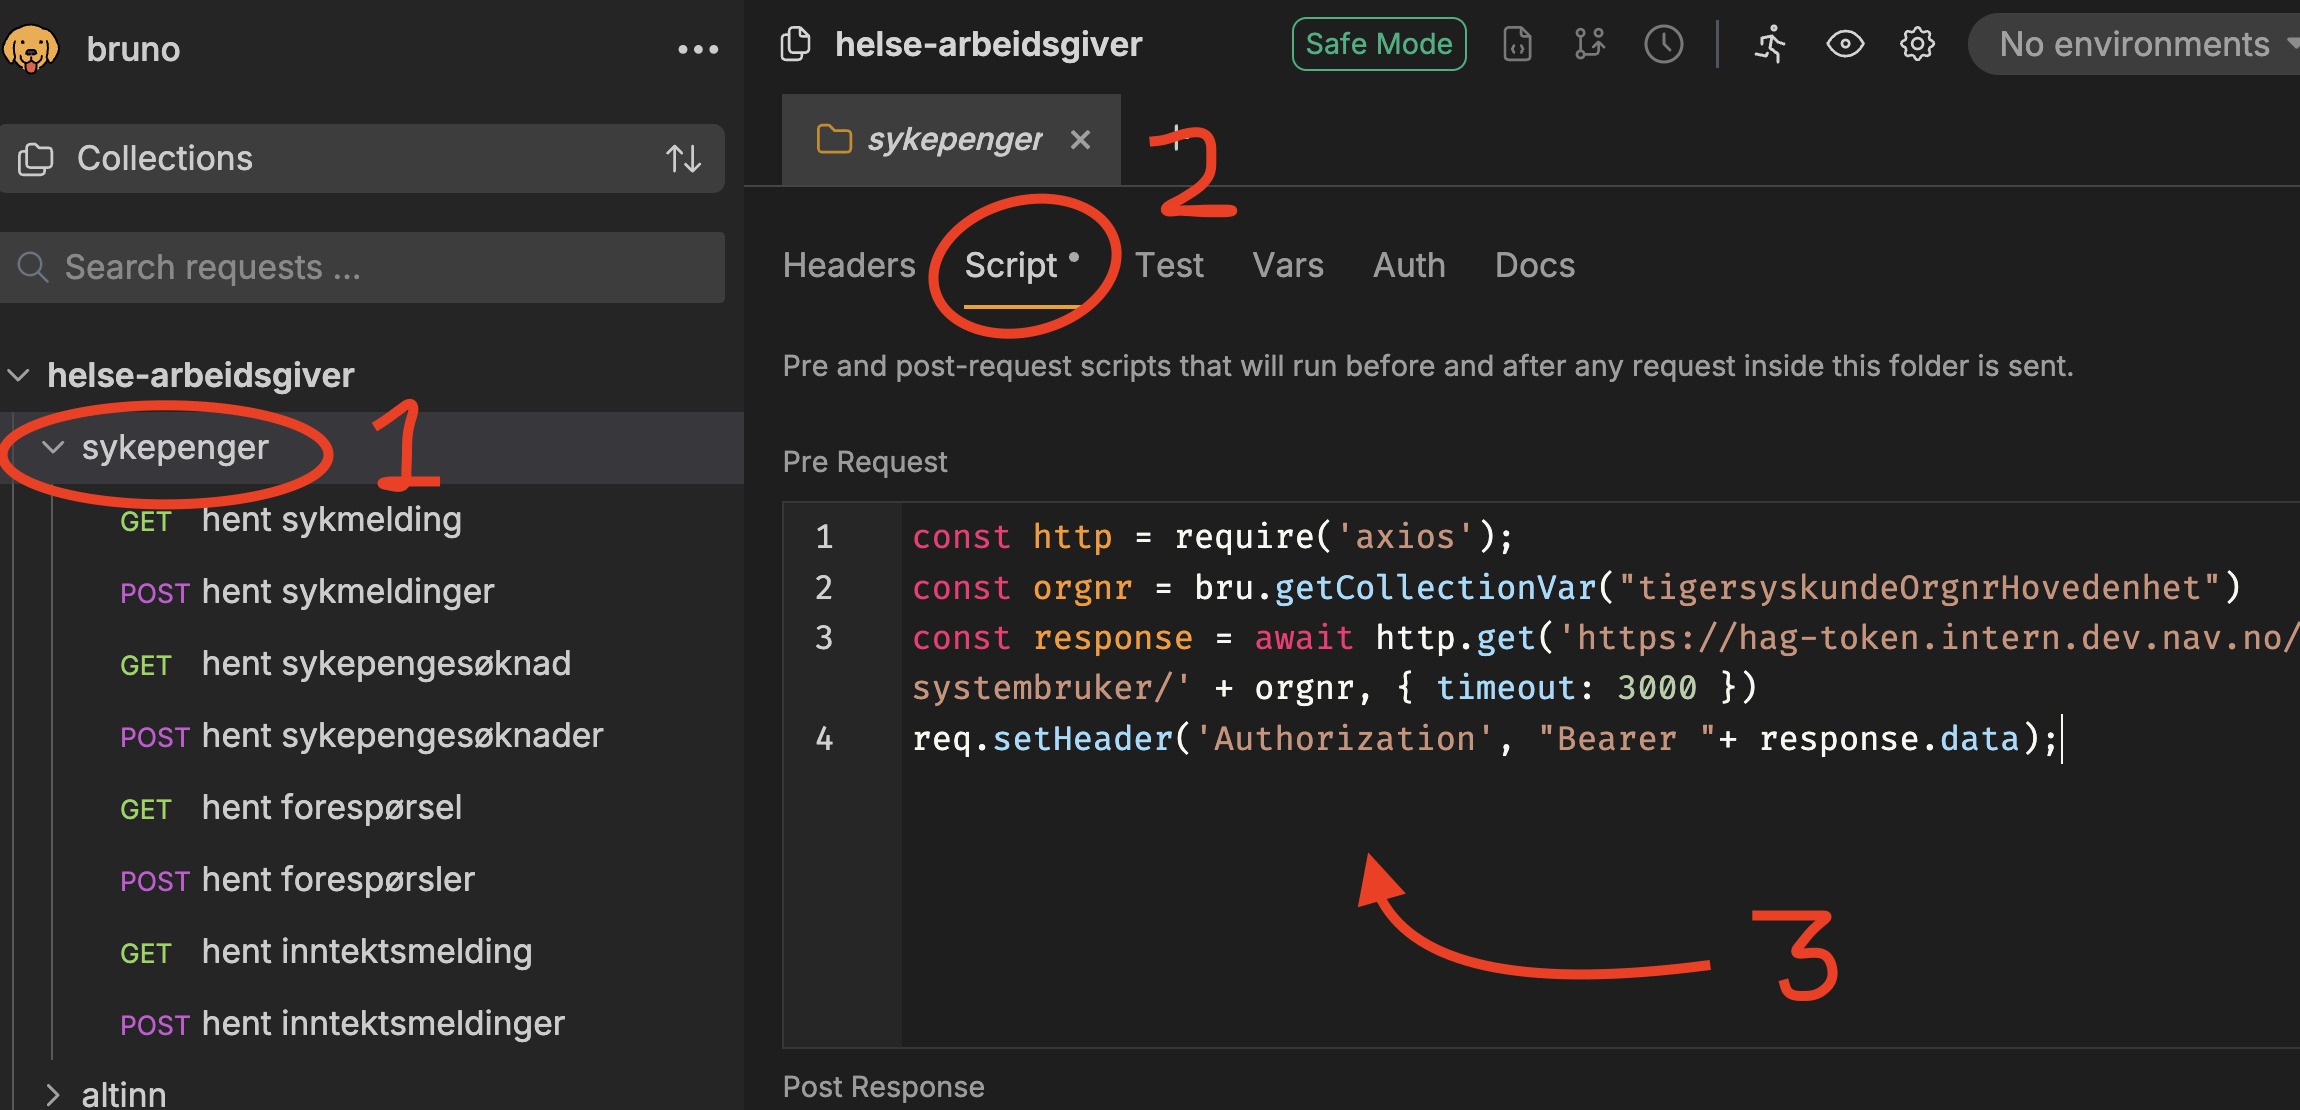 bruno
Collections
Search requests ...
helse-arbeidsgiver
sykepenger
1
GET hent sykmelding
POST hent sykmeldinger
GET hent sykepengesøknad
POST hent sykepengesøknader
GET hent forespørsel
POST hent forespørsler
GET hent inntektsmelding
POST hent inntektsmeldinger
altinn
helse-arbeidsgiver
Safe Mode
No environments
sykepenger
2
Headers Script Test Vars Auth Docs
Pre and post-request scripts that will run before and after any request inside this folder is sent.
Pre Request
1 const http = require('axios');
2 const orgnr = bru.getCollectionVar("tigersyskundeOrgnrHovedenhet")
3 const response = await http.get('https://hag-token.intern.dev.nav.no/
systembruker/' + orgnr, { timeout: 3000 })
4 req.setHeader('Authorization', "Bearer "+ response.data);
3
Post Response